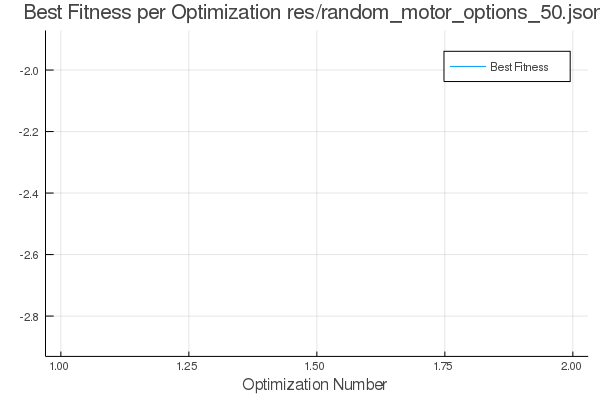 Best Fitness per Optimization res/random_motor_options_50.json
Best Fitness
-2.0
-2.2
-2.4
-2.6
-2.8
1.00 1.25 1.50 1.75 2.00
Optimization Number